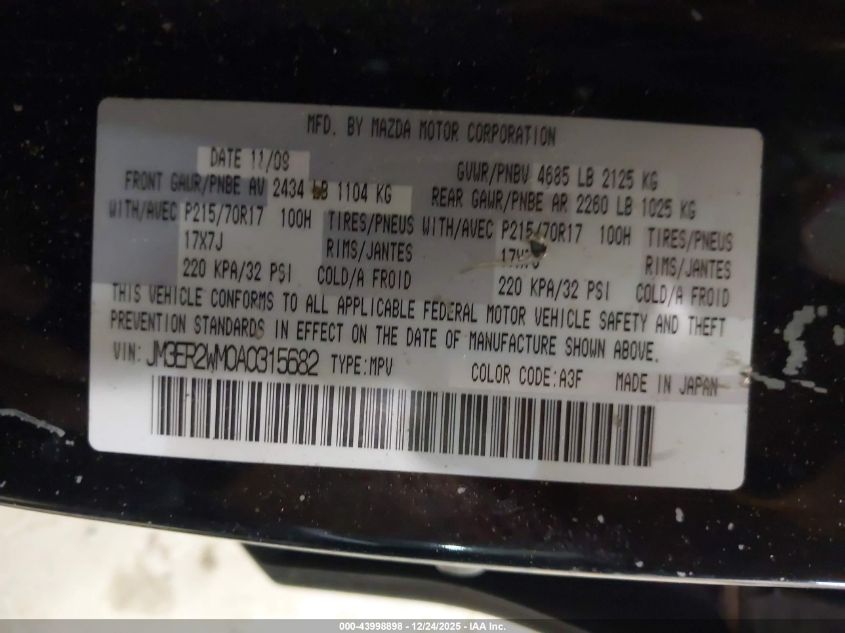 MFD. BY MAZDA MOTOR CORPORATION
DATE 11/09 GVWR/PNBV 4685 LB 2125 KG
FRONT GAWR/PNBE AV 2434 LB 1104 KG REAR GAWR/PNBE AR 2260 LB 1025 KG
WITH/AVEC P215/70R17 100H TIRES/PNEUS WITH/AVEC P215/70R17 100H TIRES/PNEUS
17X7J RIMS/JANTES 17X7J RIMS/JANTES
220 KPA/32 PSI COLD/A FROID 220 KPA/32 PSI COLD/A FROID
THIS VEHICLE CONFORMS TO ALL APPLICABLE FEDERAL MOTOR VEHICLE SAFETY AND THEFT
PREVENTION STANDARDS IN EFFECT ON THE DATE OF MANUFACTURE SHOWN ABOVE.
VIN: JM3ER2WM0A0315682 TYPE:MPV COLOR CODE:A3F MADE IN JAPAN
000-43998898 - 12/24/2025 - IAA Inc.